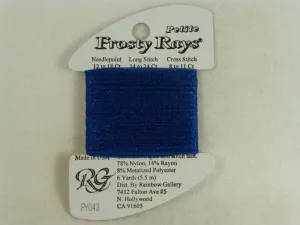 Petite
Frosty Rays®
Needlepoint Long Stitch Cross Stitch
12 to 18 Ct 14 to 24 Ct 8 to 11 Ct
Made in USA
78% Nylon, 14% Rayon
8% Metalized Polyester
6 Yards (5.5 m)
Dist. By Rainbow Gallery
7412 Fulton Ave #5
N. Hollywood
CA 91605
RG
PY043